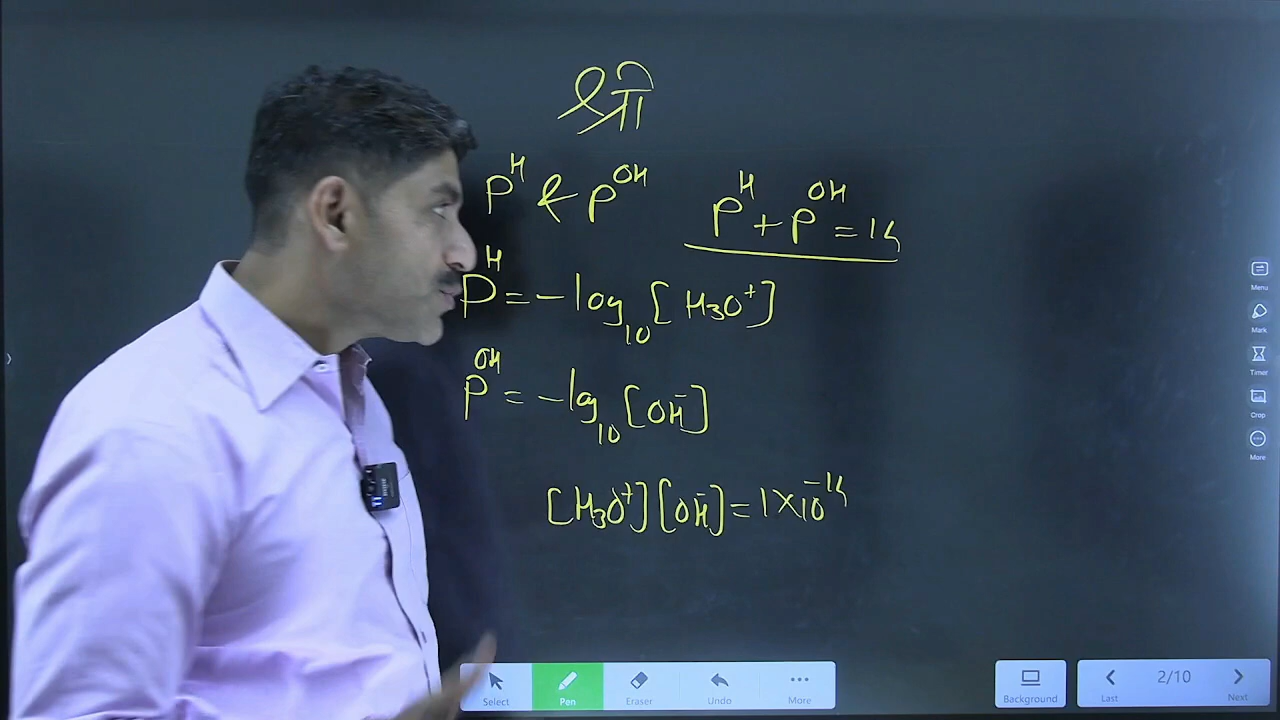 श्री
P^H & P^OH
P^H + P^OH = 14
P^H = -log₁₀ [H₃O⁺]
P^OH = -log₁₀ [OH⁻]
[H₃O⁺][OH⁻] = 1×10⁻¹⁴
Menu
Mark
Timer
Crop
More
Select
Pen
Eraser
Undo
More
Background
Last
2/10
Next